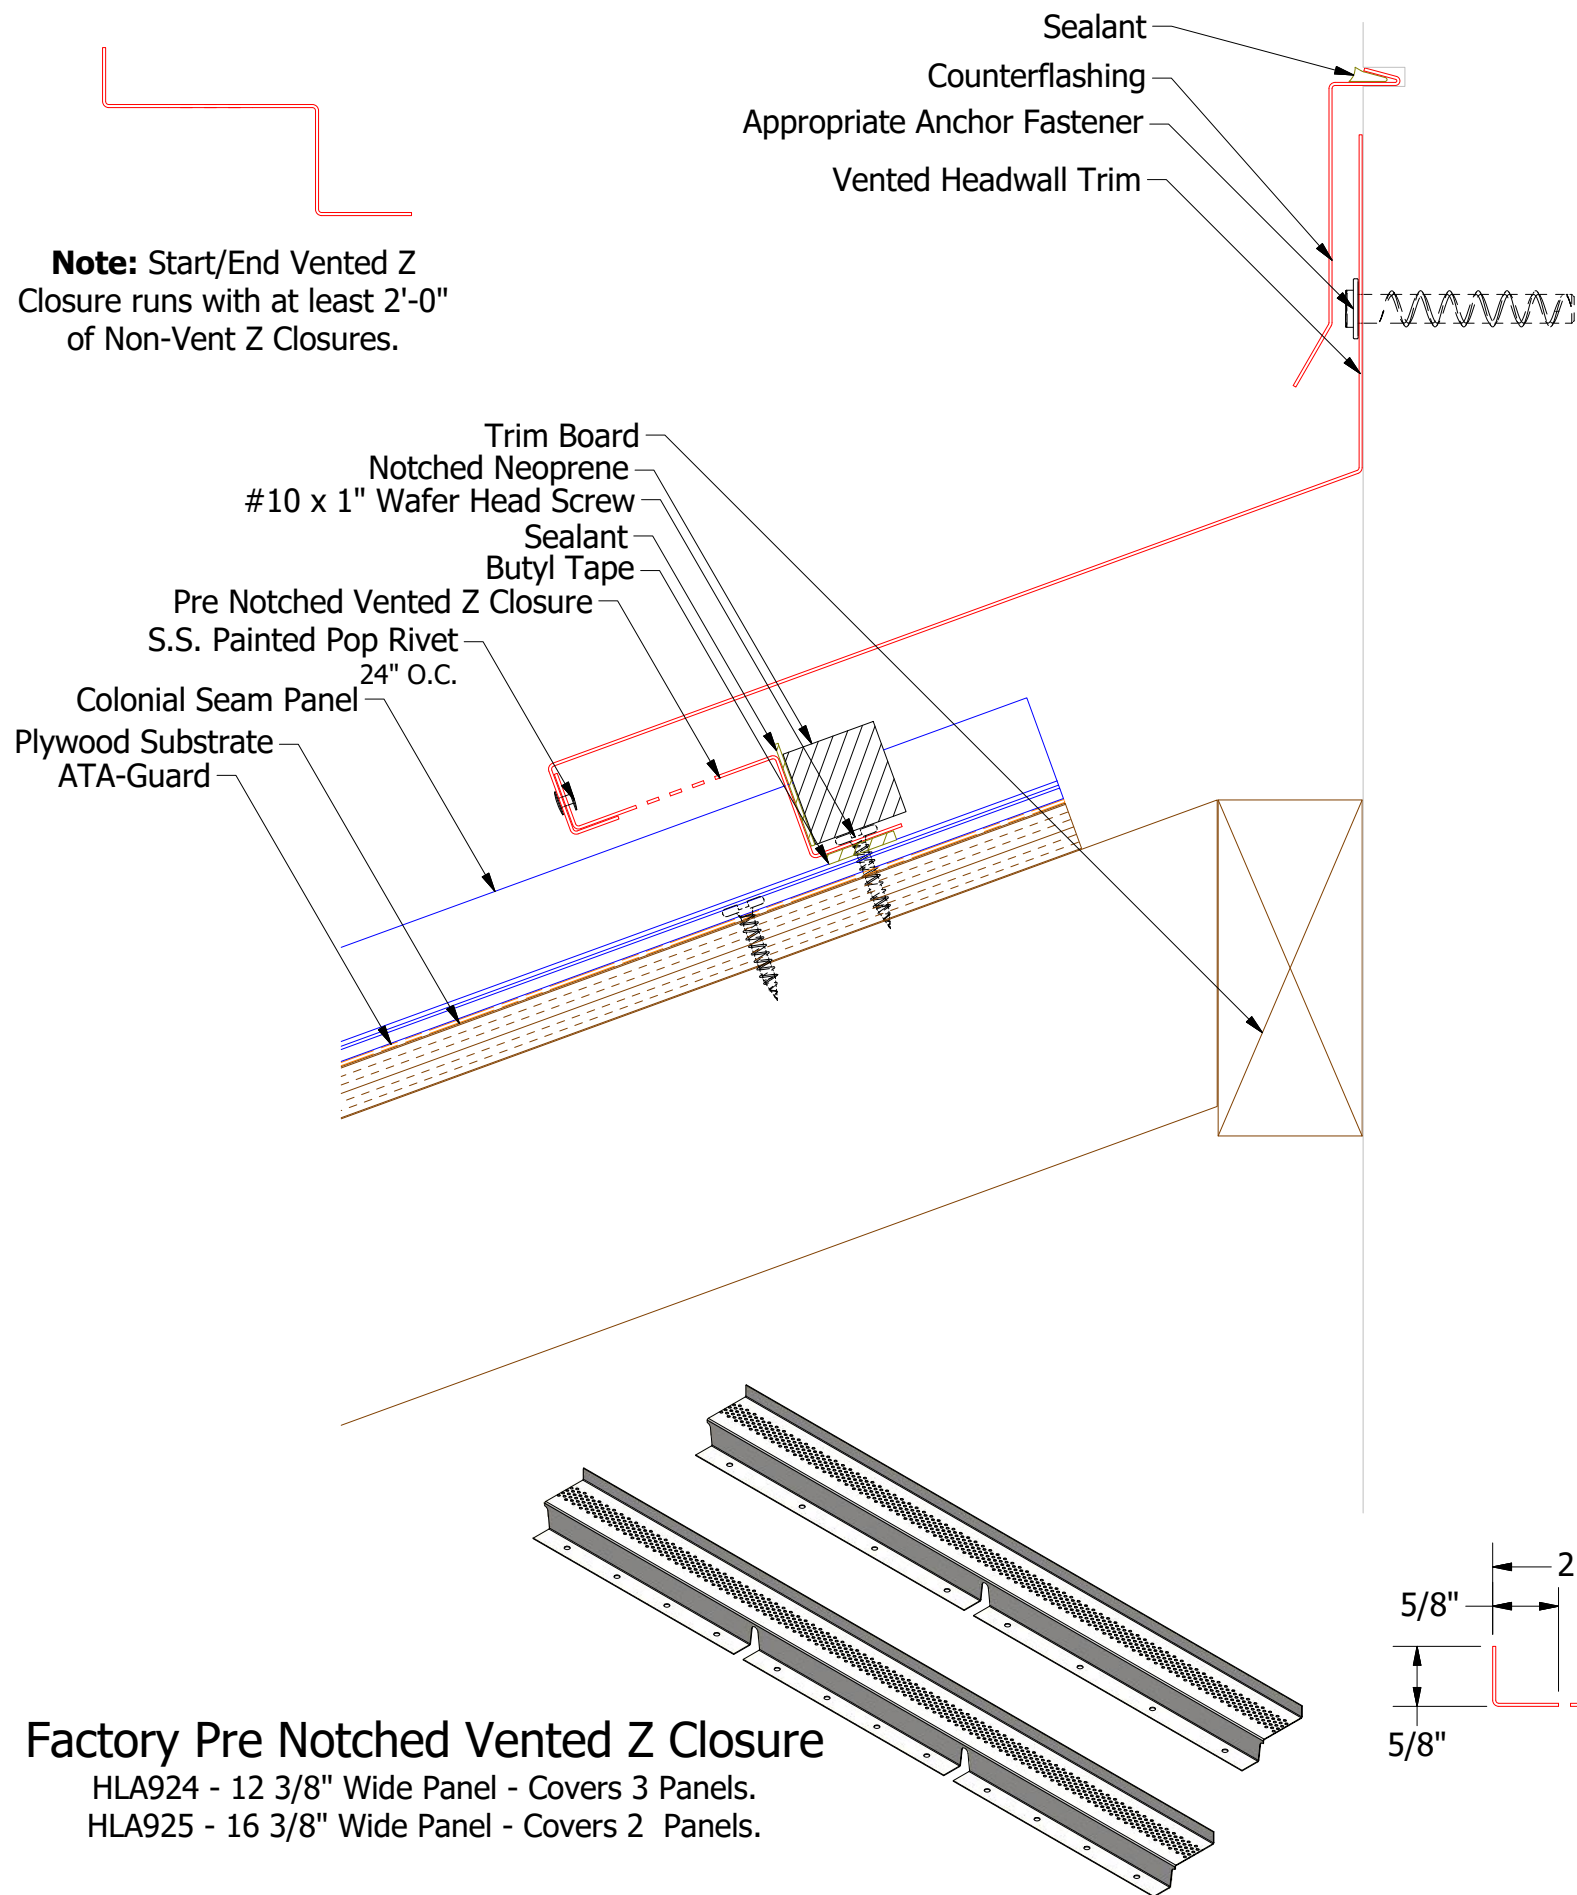 Sealant
Counterflashing
Appropriate Anchor Fastener
Vented Headwall Trim
Note: Start/End Vented Z
Closure runs with at least 2'-0"
of Non-Vent Z Closures.
Trim Board
Notched Neoprene
#10 x 1" Wafer Head Screw
Sealant
Butyl Tape
Pre Notched Vented Z Closure
S.S. Painted Pop Rivet
24" O.C.
Colonial Seam Panel
Plywood Substrate
ATA-Guard
2
5/8"
5/8"
Factory Pre Notched Vented Z Closure
HLA924 - 12 3/8" Wide Panel - Covers 3 Panels.
HLA925 - 16 3/8" Wide Panel - Covers 2 Panels.